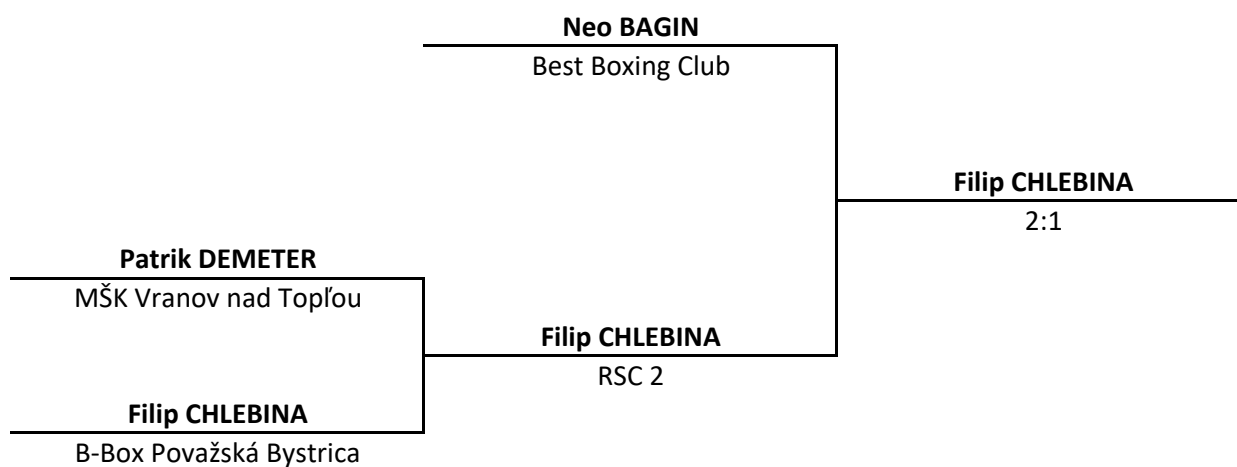 Neo BAGIN
Best Boxing Club
Filip CHLEBINA
2:1
Patrik DEMETER
MŠK Vranov nad Topľou
Filip CHLEBINA
RSC 2
Filip CHLEBINA
B-Box Považská Bystrica